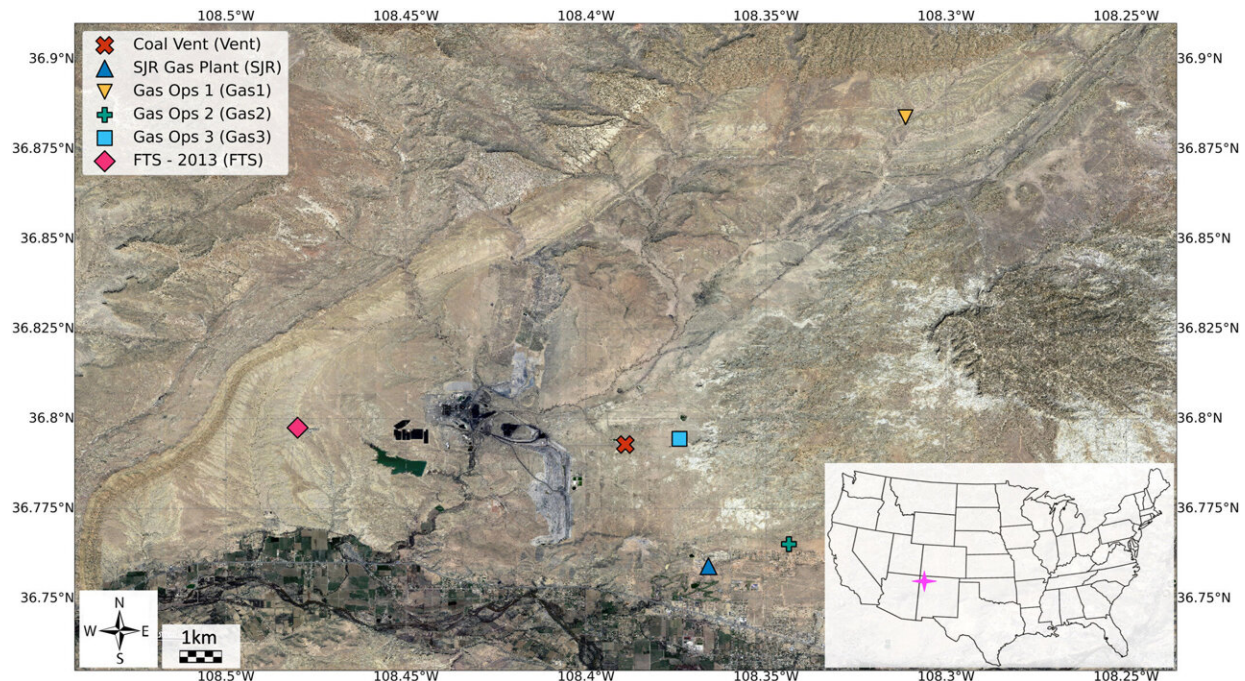 108.5°W 108.45°W 108.4°W 108.35°W 108.3°W 108.25°W
36.9°N
36.875°N
36.85°N
36.825°N
36.8°N
36.775°N
36.75°N
Coal Vent (Vent)
SJR Gas Plant (SJR)
Gas Ops 1 (Gas1)
Gas Ops 2 (Gas2)
Gas Ops 3 (Gas3)
FTS - 2013 (FTS)
36.9°N
36.875°N
36.85°N
36.825°N
36.8°N
36.775°N
36.75°N
N
W E
S
1km
108.5°W 108.45°W 108.4°W 108.35°W 108.3°W 108.25°W